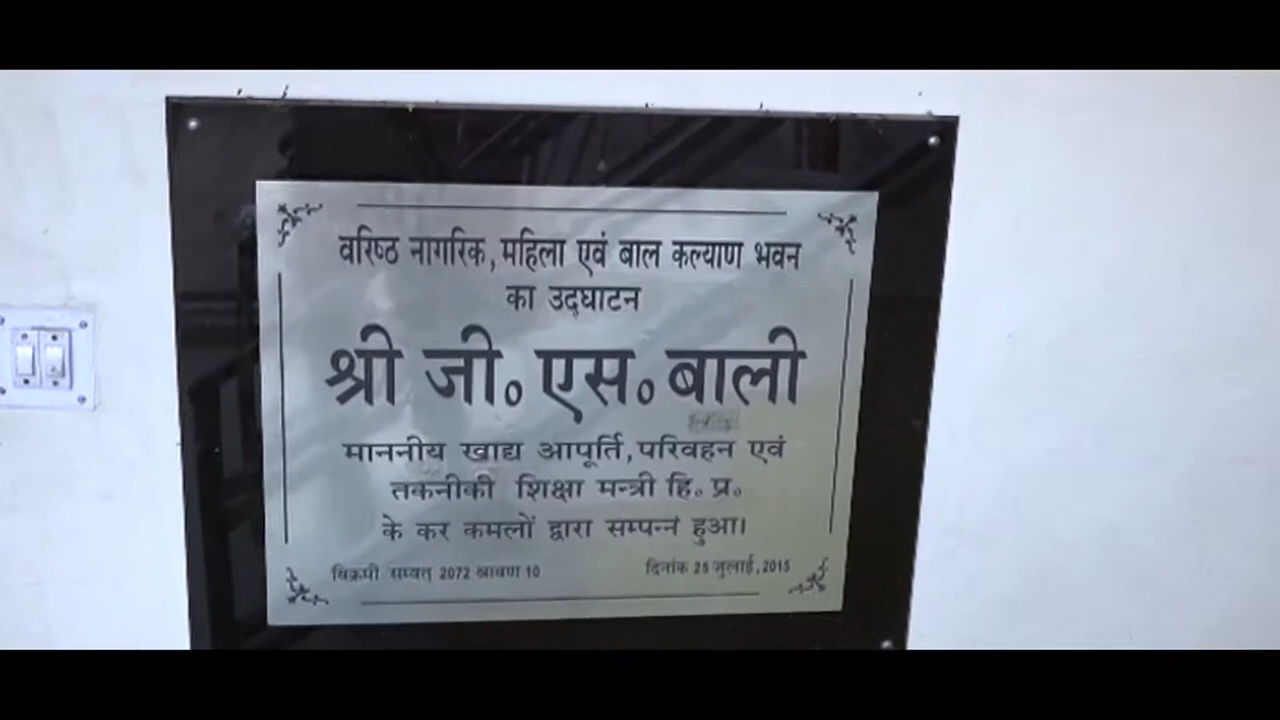 वरिष्ठ नागरिक, महिला एवं बाल कल्याण भवन
का उद्घाटन
श्री जी॰ एस॰ बाली
माननीय खाद्य आपूर्ति, परिवहन एवं
तकनीकी शिक्षा मन्त्री हि॰ प्र॰
के कर कमलों द्वारा सम्पन्न हुआ।
विक्रमी सम्वत् 2072 श्रावण 10 दिनांक 25 जुलाई, 2015